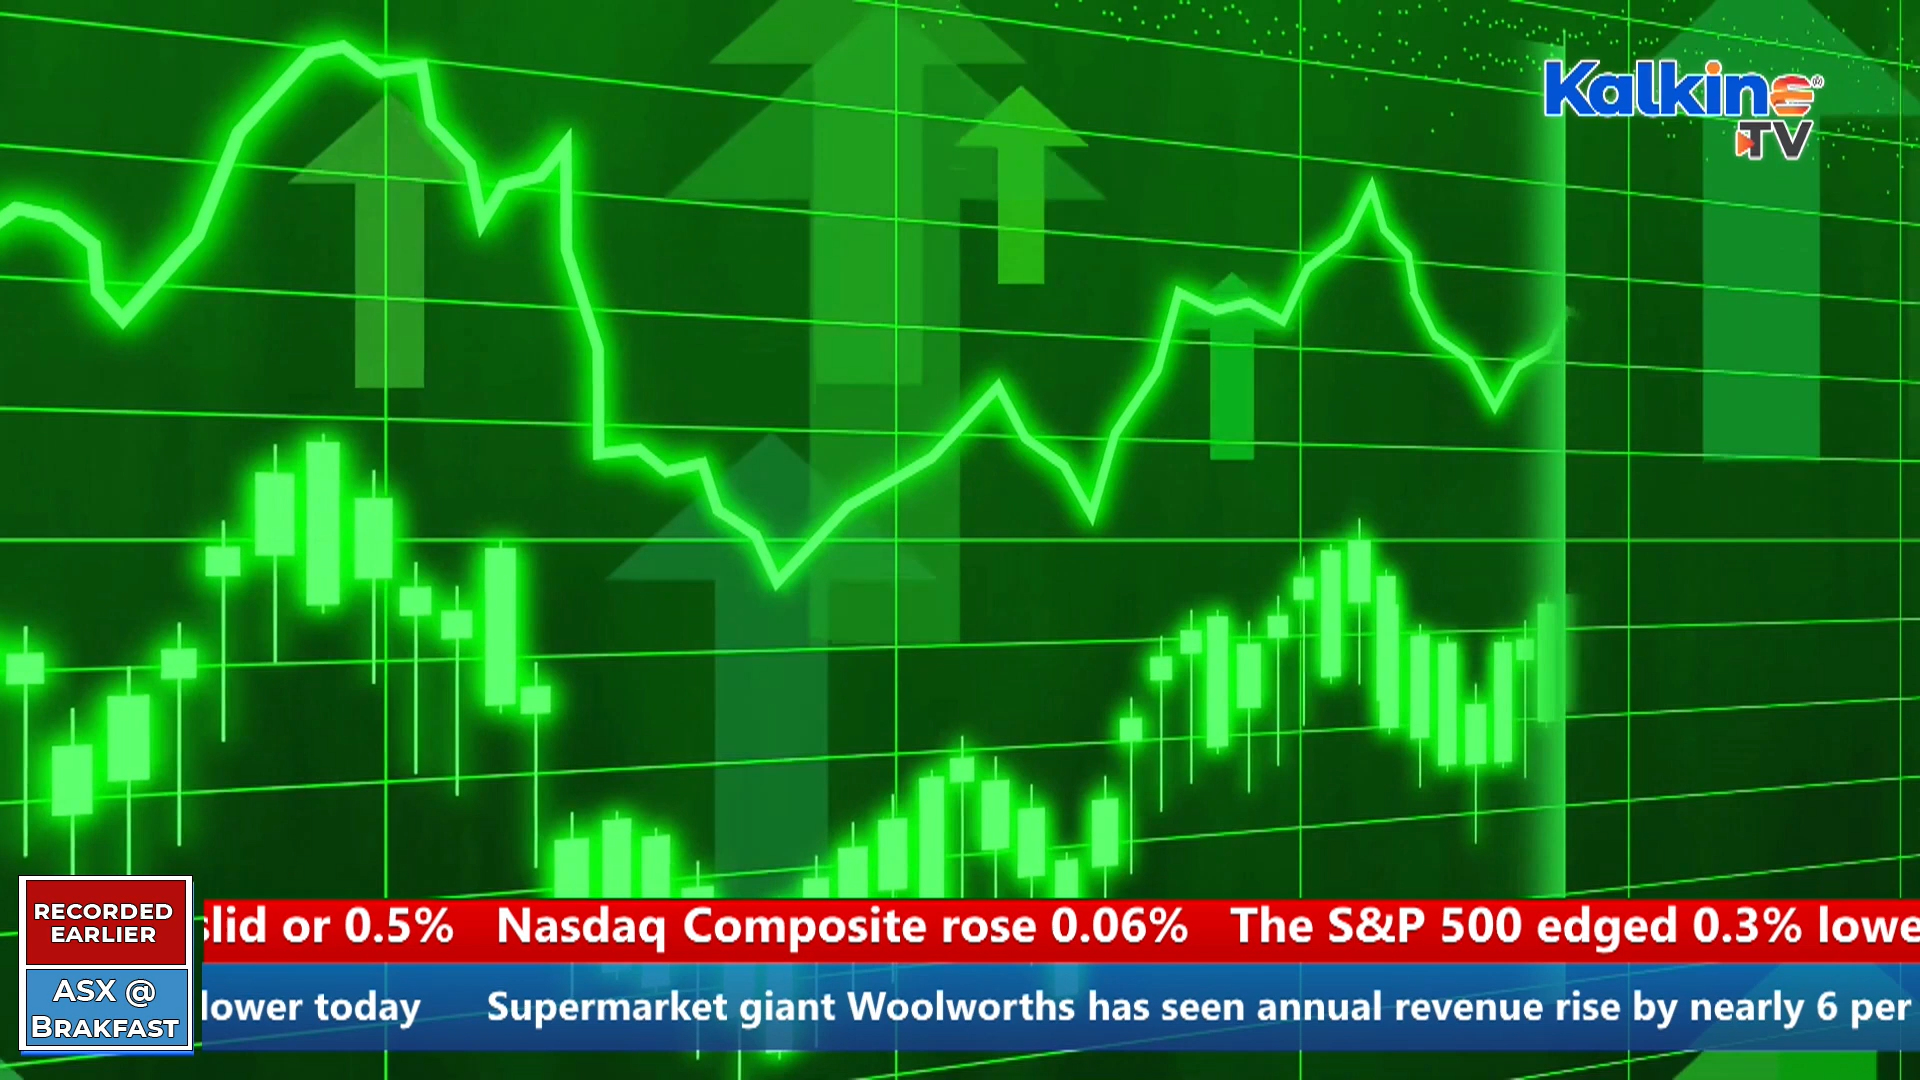 Kalkine
TV
RECORDED
EARLIER
slid or 0.5% Nasdaq Composite rose 0.06% The S&P 500 edged 0.3% lowe
ASX @
BRAKFAST
lower today Supermarket giant Woolworths has seen annual revenue rise by nearly 6 per